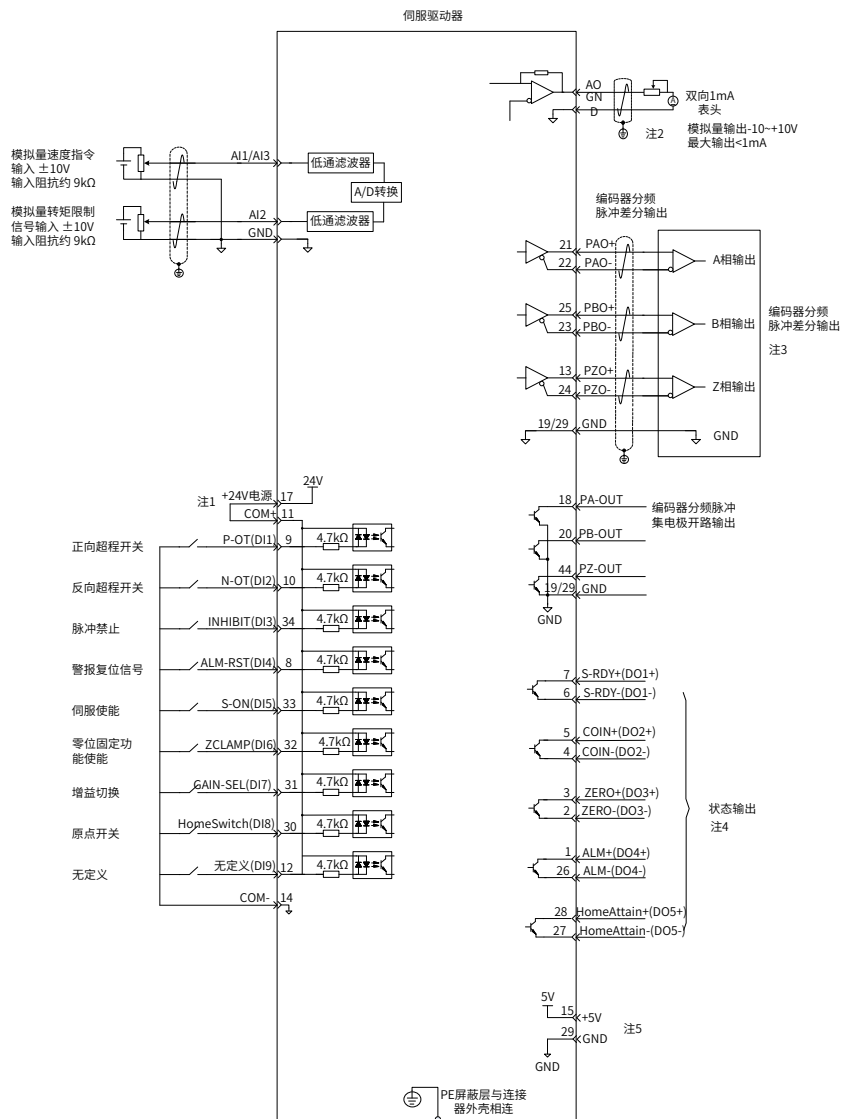 伺服驱动器
AO
GN
D
双向1mA
表头
注2
模拟量输出-10~+10V
最大输出<1mA
模拟量速度指令
输入 ±10V
输入阻抗约 9kΩ
AI1/AI3
低通滤波器
A/D转换
模拟量转矩限制
信号输入 ±10V
输入阻抗约 9kΩ
AI2
低通滤波器
GND
编码器分频
脉冲差分输出
21 PAO+
22 PAO-
A相输出
25 PBO+
23 PBO-
B相输出
编码器分频
脉冲差分输出
注3
13 PZO+
24 PZO-
Z相输出
19/29 GND
GND
24V
注1
+24V电源 17
COM+ 11
正向超程开关
P-OT(DI1) 9
4.7kΩ
反向超程开关
N-OT(DI2) 10
4.7kΩ
脉冲禁止
INHIBIT(DI3) 34
4.7kΩ
警报复位信号
ALM-RST(DI4) 8
4.7kΩ
伺服使能
S-ON(DI5) 33
4.7kΩ
零位固定功
能使能
ZCLAMP(DI6) 32
4.7kΩ
增益切换
GAIN-SEL(DI7) 31
4.7kΩ
原点开关
HomeSwitch(DI8) 30
4.7kΩ
无定义
无定义(DI9) 12
4.7kΩ
COM- 14
18 PA-OUT
编码器分频脉冲
集电极开路输出
20 PB-OUT
44 PZ-OUT
19/29 GND
GND
7 S-RDY+(DO1+)
6 S-RDY-(DO1-)
5 COIN+(DO2+)
4 COIN-(DO2-)
3 ZERO+(DO3+)
2 ZERO-(DO3-)
状态输出
注4
1 ALM+(DO4+)
26 ALM-(DO4-)
28 HomeAttain+(DO5+)
27 HomeAttain-(DO5-)
5V
15 +5V
注5
29 GND
GND
PE屏蔽层与连接
器外壳相连